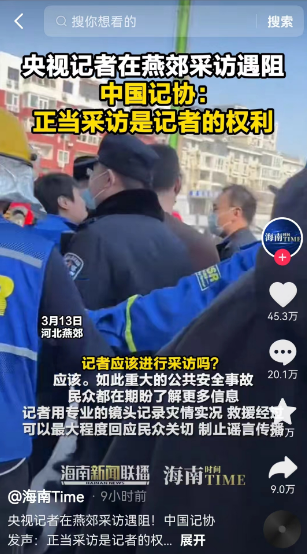 搜你想看的
搜索
央视记者在燕郊采访遇阻
中国记协：
正当采访是记者的权利
海南TIME
45.3万
3月13日
河北燕郊
记者应该进行采访吗？
应该。如此重大的公共安全事故
20.1万
民众都在期盼了解更多信息
记者用专业的镜头记录灾情实况 救援经
可以最大程度回应民众关切 制止谣言传播
海南新闻联播
海南时间TIME
9.0万
@海南Time · 9小时前
央视记者在燕郊采访遇阻！中国记协
发声：正当采访是记者的权... 展开